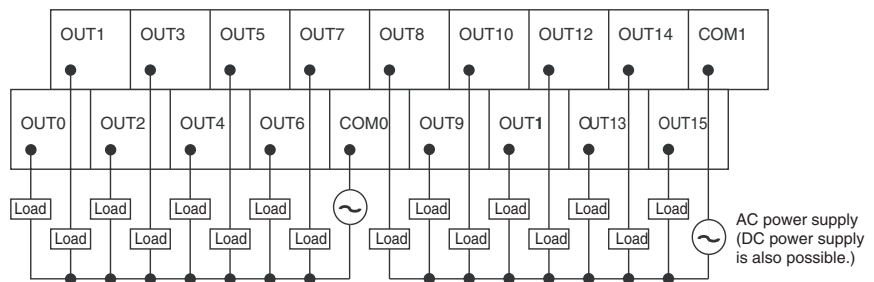 OUT1 OUT3 OUT5 OUT7 OUT8 OUT10 OUT12 OUT14 COM1
OUT0 OUT2 OUT4 OUT6 COM0 OUT9 OUT1 OUT13 OUT15
Load Load Load Load Load Load Load Load
Load Load Load Load Load Load Load Load
AC power supply
(DC power supply
is also possible.)